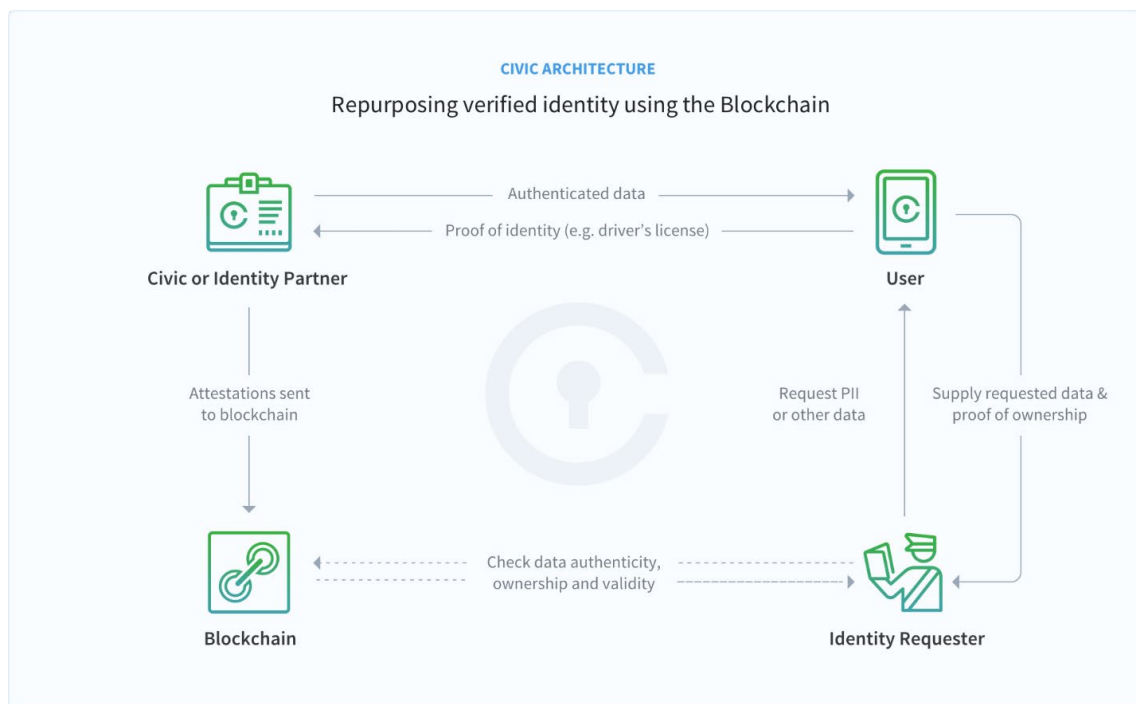 CIVIC ARCHITECTURE
Repurposing verified identity using the Blockchain
Authenticated data
Proof of identity (e.g. driver's license)
Civic or Identity Partner
User
Attestations sent
to blockchain
Request PII
or other data
Supply requested data &
proof of ownership
Check data authenticity,
ownership and validity
Blockchain
Identity Requester